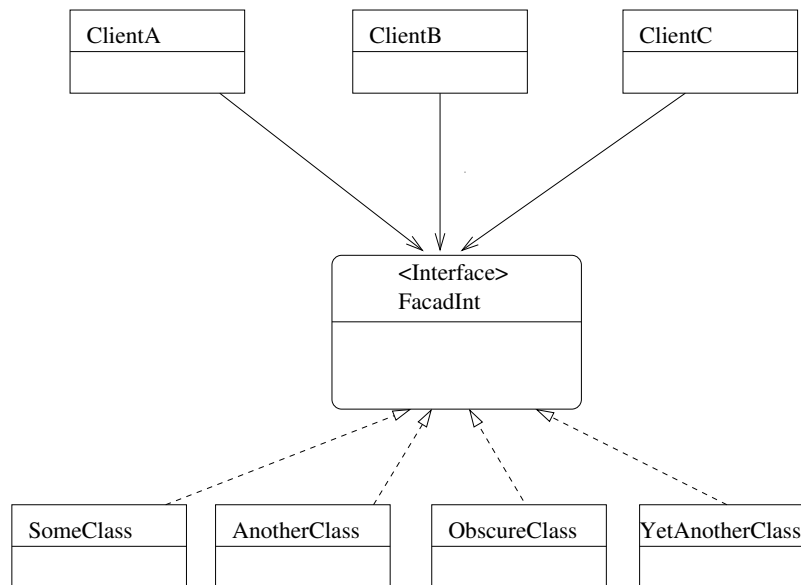 ClientA
ClientB
ClientC
<Interface>
FacadInt
SomeClass
AnotherClass
ObscureClass
YetAnotherClass